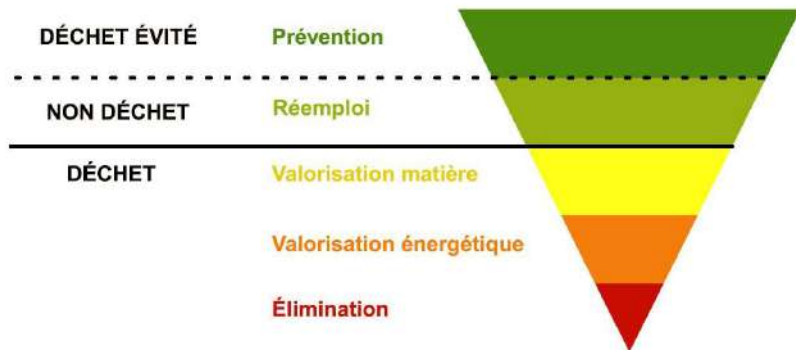 DÉCHET ÉVITÉ Prévention
NON DÉCHET Réemploi
DÉCHET Valorisation matière
Valorisation énergétique
Élimination